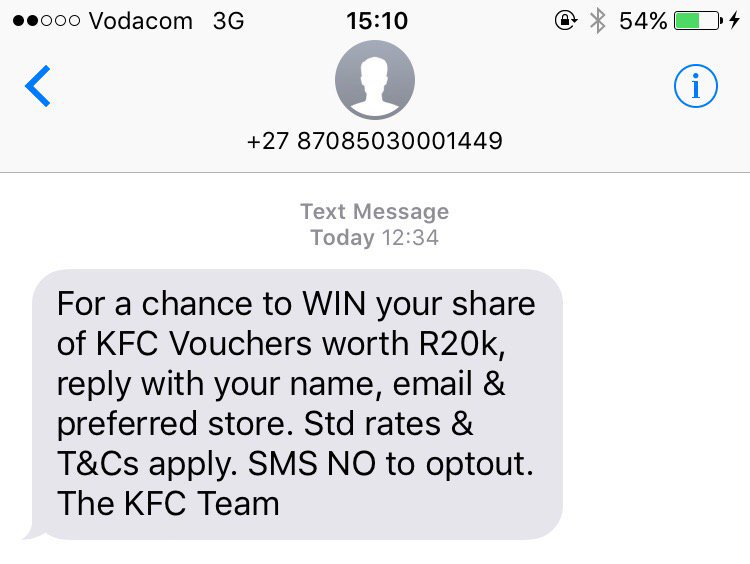 Vodacom 3G 15:10 54%
+27 87085030001449
Text Message
Today 12:34
For a chance to WIN your share
of KFC Vouchers worth R20k,
reply with your name, email &
preferred store. Std rates &
T&Cs apply. SMS NO to optout.
The KFC Team